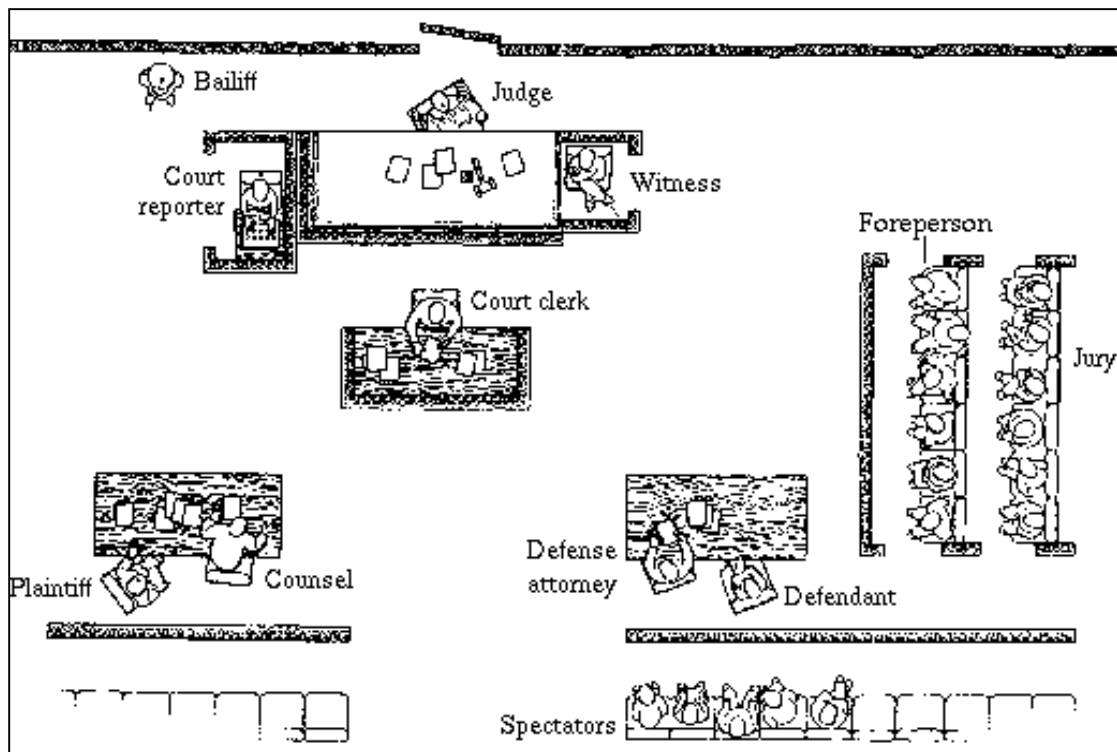 Bailiff
Judge
Court
reporter
Witness
Foreperson
Court clerk
Jury
Plaintiff
Counsel
Defense
attorney
Defendant
Spectators